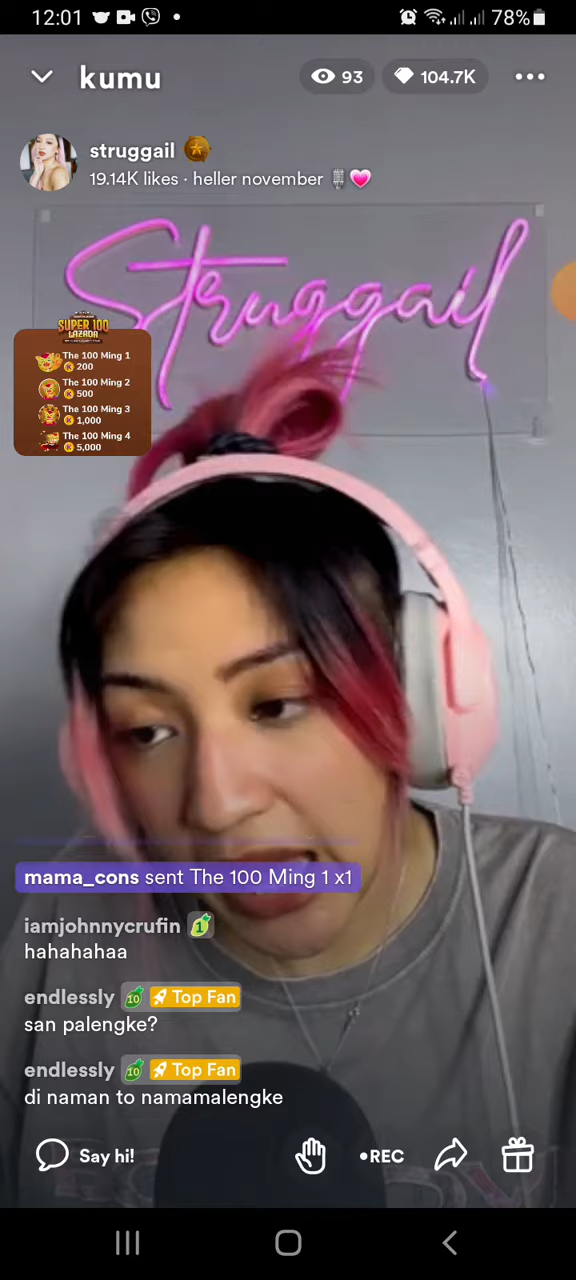 12:01
78%
kumu
93
104.7K
struggail
19.14K likes · heller november 🎙️💗
Struggail
SUPER 100
LAZADA
The 100 Ming 1
200
The 100 Ming 2
500
The 100 Ming 3
1,000
The 100 Ming 4
5,000
mama_cons sent The 100 Ming 1 x1
iamjohnnycrufin 1
hahahahaa
endlessly 10 Top Fan
san palengke?
endlessly 10 Top Fan
di naman to namamalengke
Say hi!
•REC